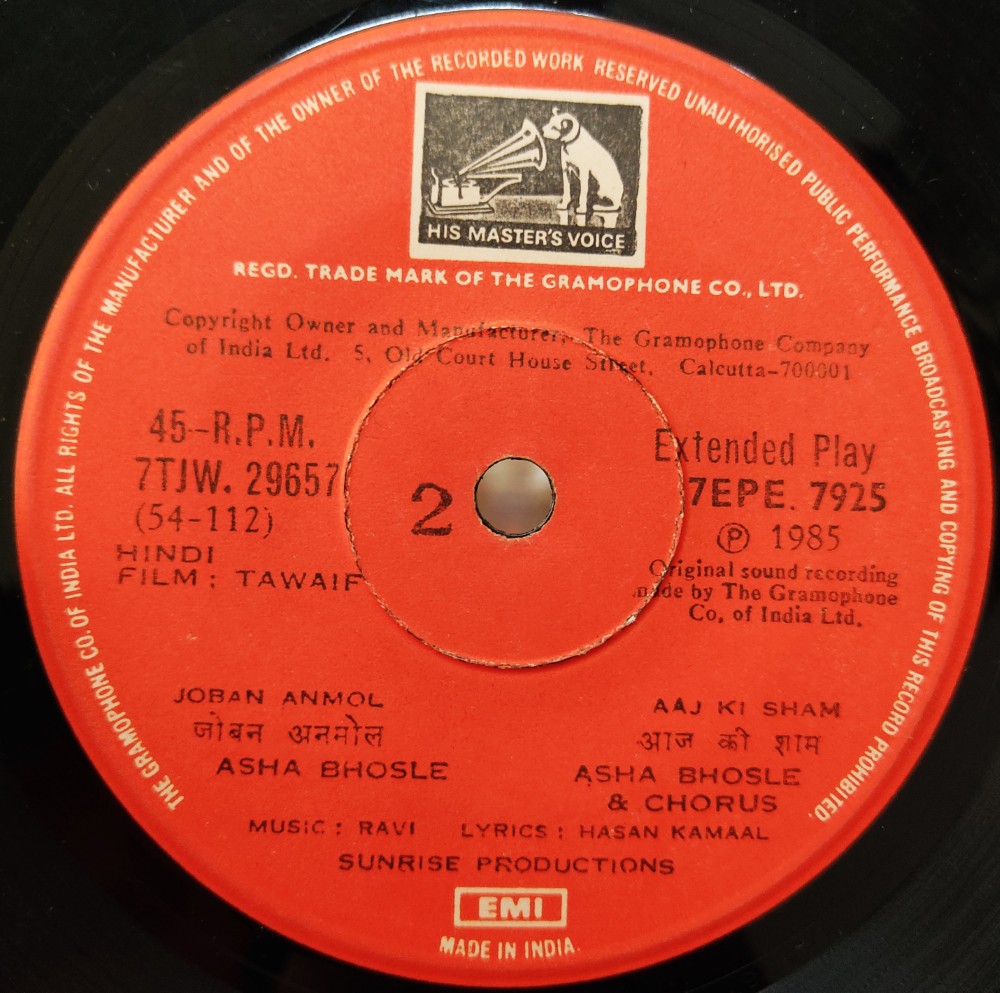 THE GRAMOPHONE CO. OF INDIA LTD. ALL RIGHTS OF THE MANUFACTURER AND OF THE OWNER OF THE RECORDED WORK RESERVED UNAUTHORISED PUBLIC PERFORMANCE BROADCASTING AND COPYING OF THIS RECORD PROHIBITED.
HIS MASTER'S VOICE
REGD. TRADE MARK OF THE GRAMOPHONE CO., LTD.
Copyright Owner and Manufacturer, The Gramophone Company
of India Ltd. 5, Old Court House Street, Calcutta-700001
45-R.P.M.
7TJW. 29657
(54-112)
HINDI
FILM : TAWAIF
2
Extended Play
7EPE. 7925
Ⓟ 1985
Original sound recording
made by The Gramophone
Co. of India Ltd.
JOBAN ANMOL
जोबन अनमोल
ASHA BHOSLE
AAJ KI SHAM
आज की शाम
ASHA BHOSLE
& CHORUS
MUSIC : RAVI LYRICS : HASAN KAMAAL
SUNRISE PRODUCTIONS
EMI
MADE IN INDIA.